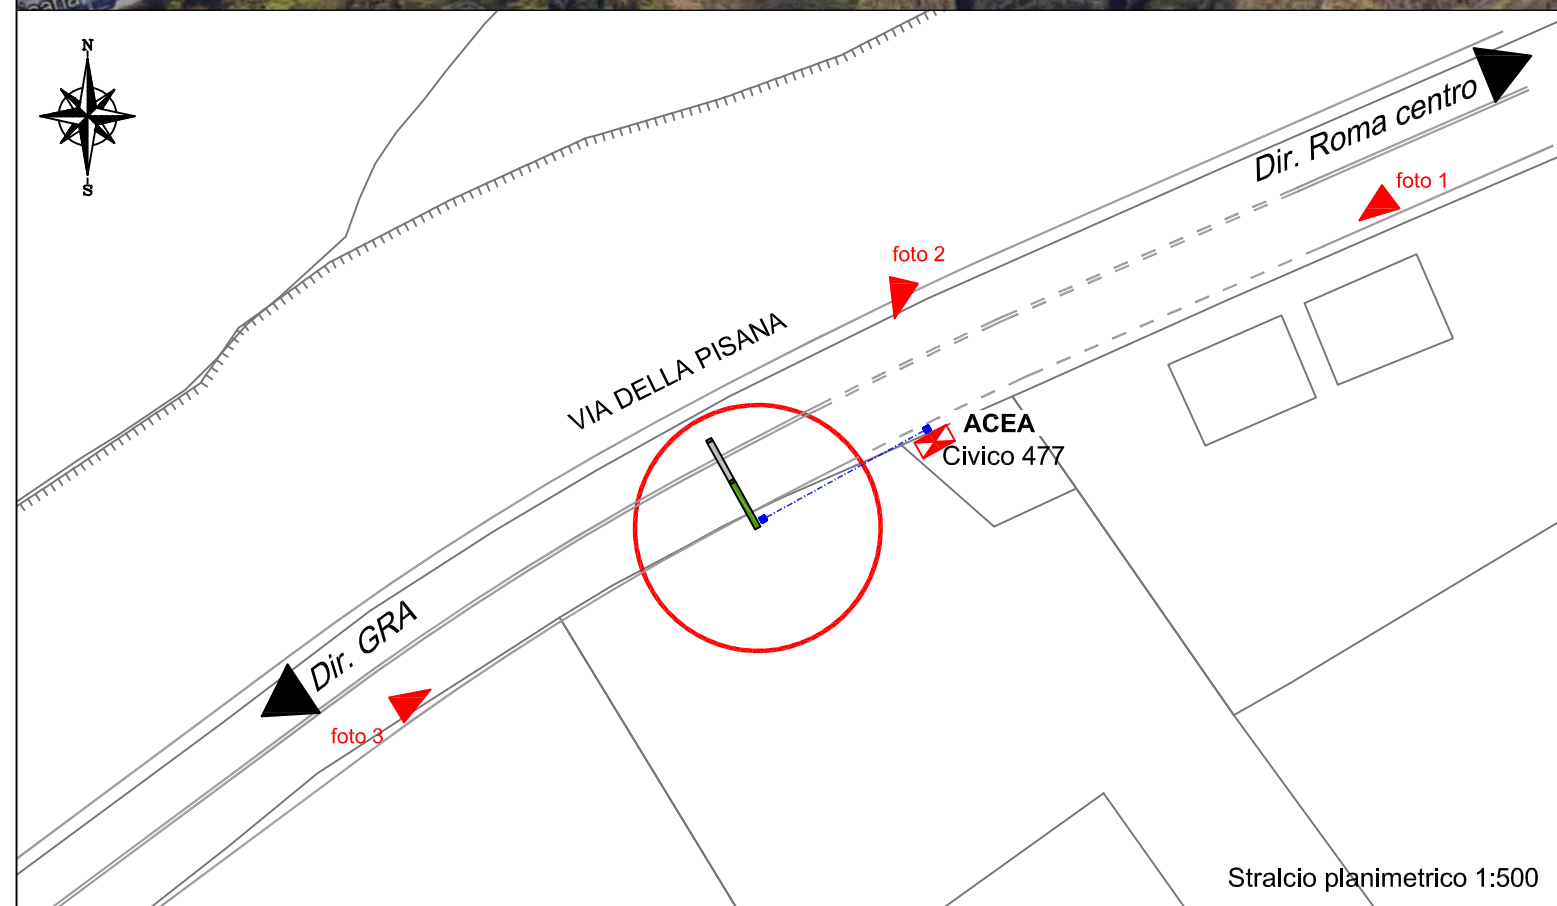 N
S
Dir. Roma centro
foto 1
foto 2
VIA DELLA PISANA
ACEA
Civico 477
Dir. GRA
foto 3
Stralcio planimetrico 1:500